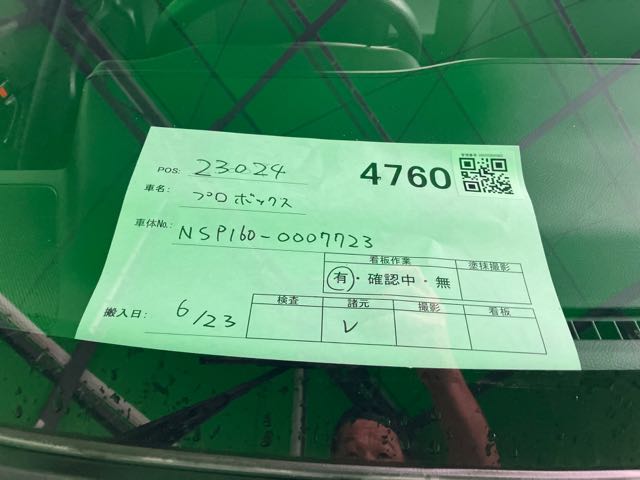 POS: 23024
4760
車名: プロボックス
車体No.: NSP160-0007723
看板作業 塗抹撮影
有・確認中・無
搬入日: 6/23
検査 諸元 撮影 看板
レ